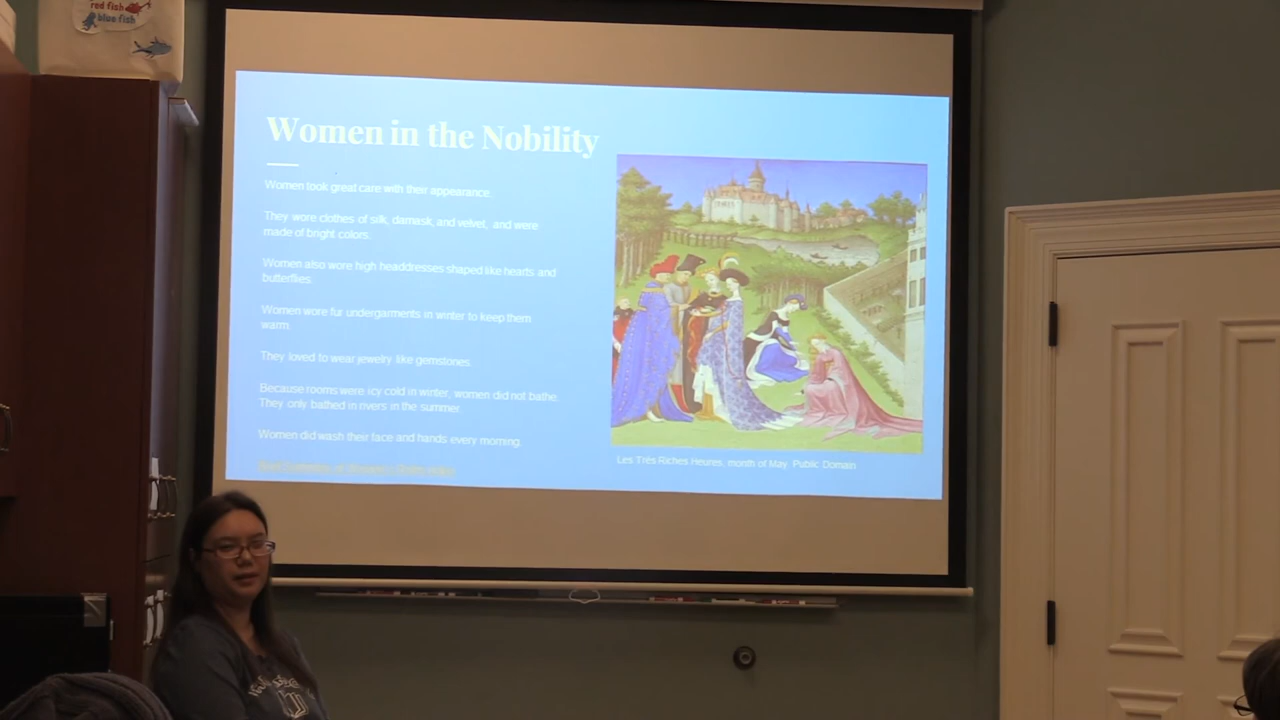 red fish
blue fish
Women in the Nobility
Women took great care with their appearance.
They wore clothes of silk, damask, and velvet, and were
made of bright colors.
Women also wore high headdresses shaped like hearts and
butterflies.
Women wore fur undergarments in winter to keep them
warm.
They loved to wear jewelry like gemstones.
Because rooms were icy cold in winter, women did not bathe.
They only bathed in rivers in the summer.
Women did wash their face and hands every morning.
Les Très Riches Heures, month of May. Public Domain